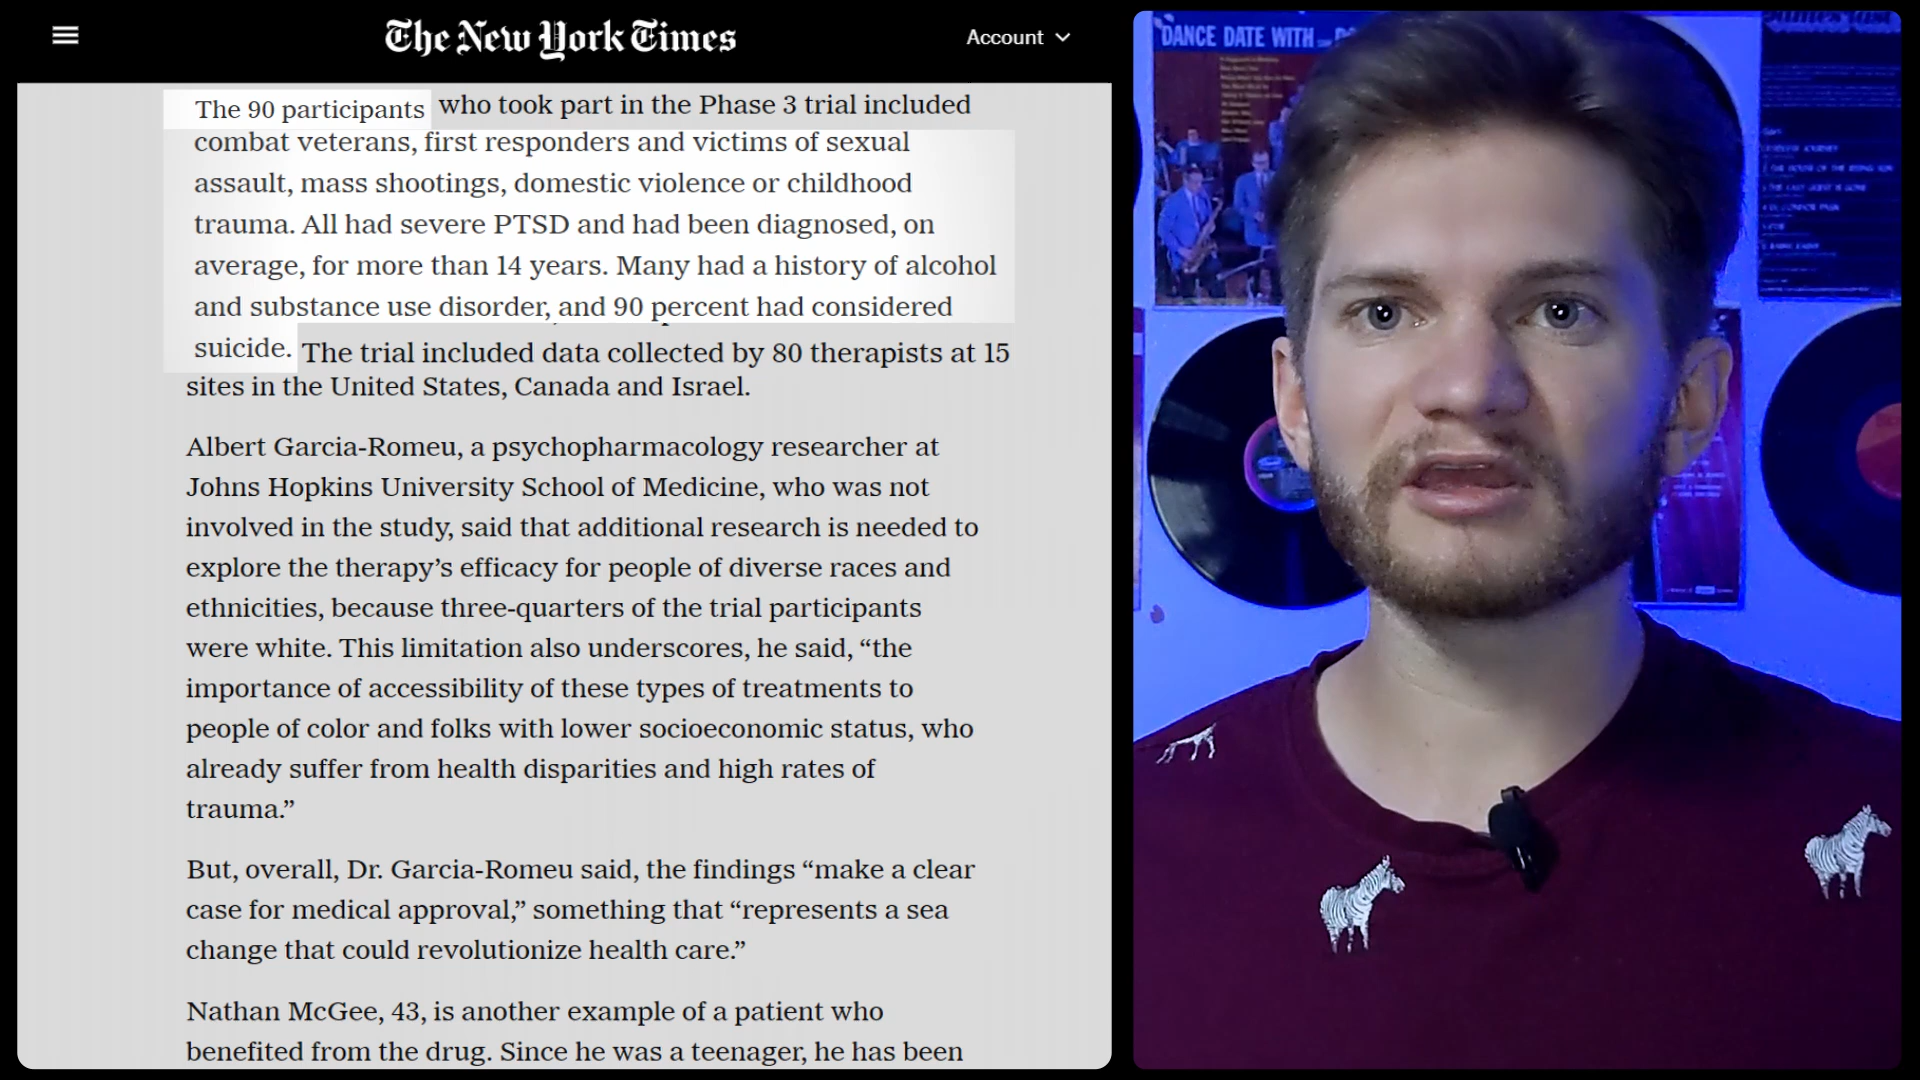 The New York Times
Account
The 90 participants who took part in the Phase 3 trial included
combat veterans, first responders and victims of sexual
assault, mass shootings, domestic violence or childhood
trauma. All had severe PTSD and had been diagnosed, on
average, for more than 14 years. Many had a history of alcohol
and substance use disorder, and 90 percent had considered
suicide. The trial included data collected by 80 therapists at 15
sites in the United States, Canada and Israel.
Albert Garcia-Romeu, a psychopharmacology researcher at
Johns Hopkins University School of Medicine, who was not
involved in the study, said that additional research is needed to
explore the therapy’s efficacy for people of diverse races and
ethnicities, because three-quarters of the trial participants
were white. This limitation also underscores, he said, “the
importance of accessibility of these types of treatments to
people of color and folks with lower socioeconomic status, who
already suffer from health disparities and high rates of
trauma.”
But, overall, Dr. Garcia-Romeu said, the findings “make a clear
case for medical approval,” something that “represents a sea
change that could revolutionize health care.”
Nathan McGee, 43, is another example of a patient who
benefited from the drug. Since he was a teenager, he has been
DANCE DATE WITH